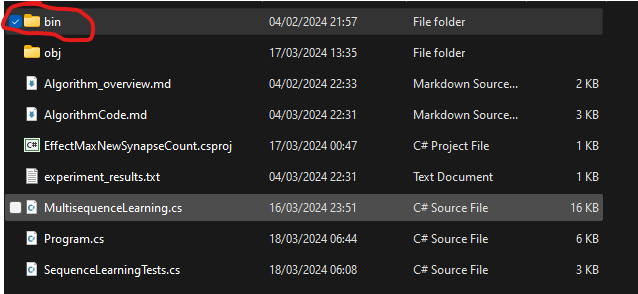 bin 04/02/2024 21:57 File folder
obj 17/03/2024 13:35 File folder
Algorithm_overview.md 04/02/2024 22:33 Markdown Source... 2 KB
AlgorithmCode.md 04/03/2024 22:31 Markdown Source... 3 KB
C# EffectMaxNewSynapseCount.csproj 17/03/2024 00:47 C# Project File 1 KB
experiment_results.txt 04/03/2024 22:31 Text Document 1 KB
MultisequenceLearning.cs 16/03/2024 23:51 C# Source File 16 KB
Program.cs 18/03/2024 06:44 C# Source File 6 KB
SequenceLearningTests.cs 18/03/2024 06:08 C# Source File 3 KB